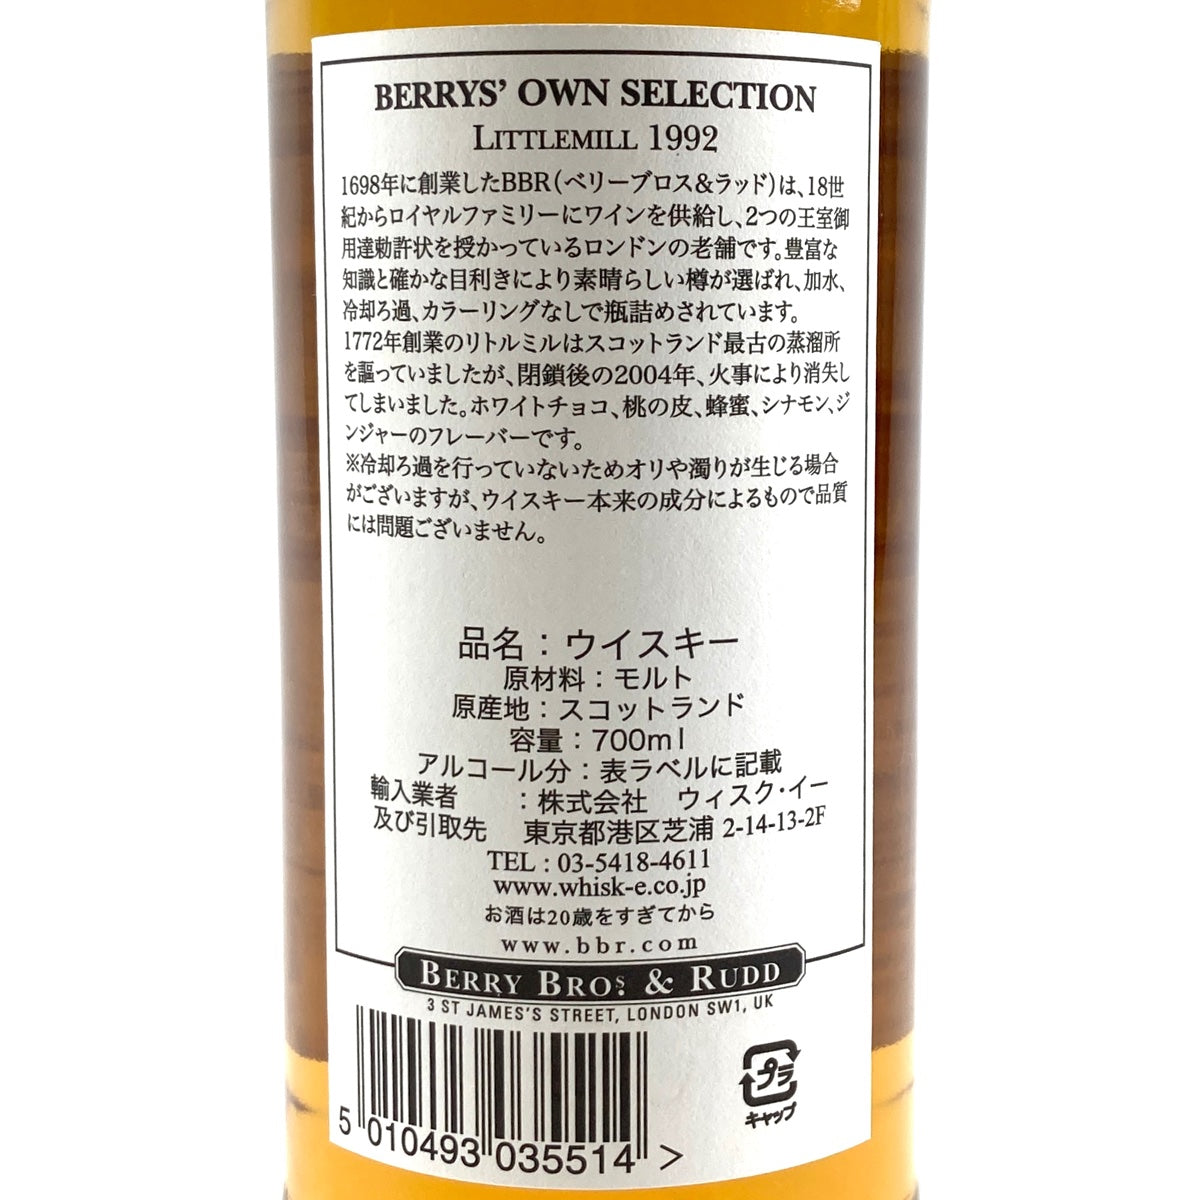 BERRYS' OWN SELECTION
LITTLEMILL 1992
1698年に創業したBBR(ベリーブロス&ラッド)は、18世
紀からロイヤルファミリーにワインを供給し、2つの王室御
用達勅許状を授かっているロンドンの老舗です。豊富な
知識と確かな目利きにより素晴らしい樽が選ばれ、加水、
冷却ろ過、カラーリングなしで瓶詰めされています。
1772年創業のリトルミルはスコットランド最古の蒸溜所
を謳っていましたが、閉鎖後の2004年、火事により消失し
てしまいました。ホワイトチョコ、桃の皮、蜂蜜、シナモン、ジ
ンジャーのフレーバーです。
※冷却ろ過を行っていないためオリや濁りが生じる場合
がございますが、ウイスキー本来の成分によるもので品質
には問題ございません。
品名：ウイスキー
原材料：モルト
原産地：スコットランド
容量：700ml
アルコール分：表ラベルに記載
輸入業者　：株式会社　ウィスク・イー
及び引取先　東京都港区芝浦 2-14-13-2F
TEL : 03-5418-4611
www.whisk-e.co.jp
お酒は20歳をすぎてから
www.bbr.com
BERRY BROS. & RUDD
3 ST JAMES'S STREET, LONDON SW1, UK
プラ
キャップ
5 010493 035514 >